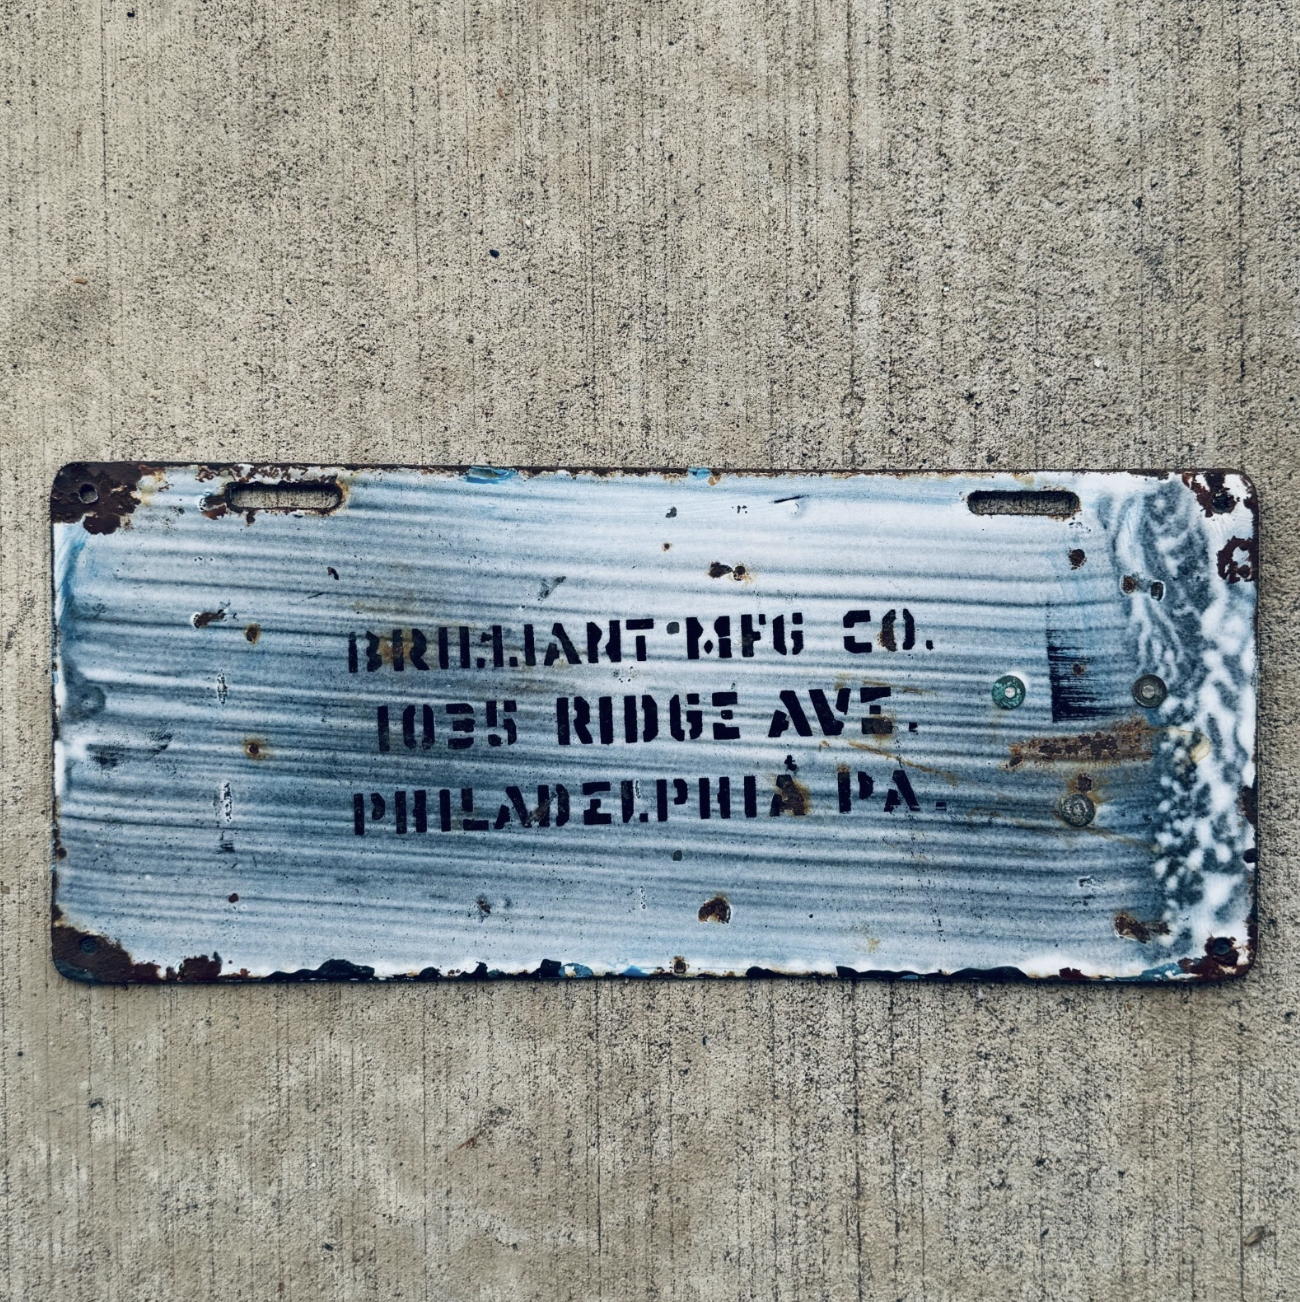 BRILLIANT MFG CO.
1035 RIDGE AVE.
PHILADELPHIA PA.